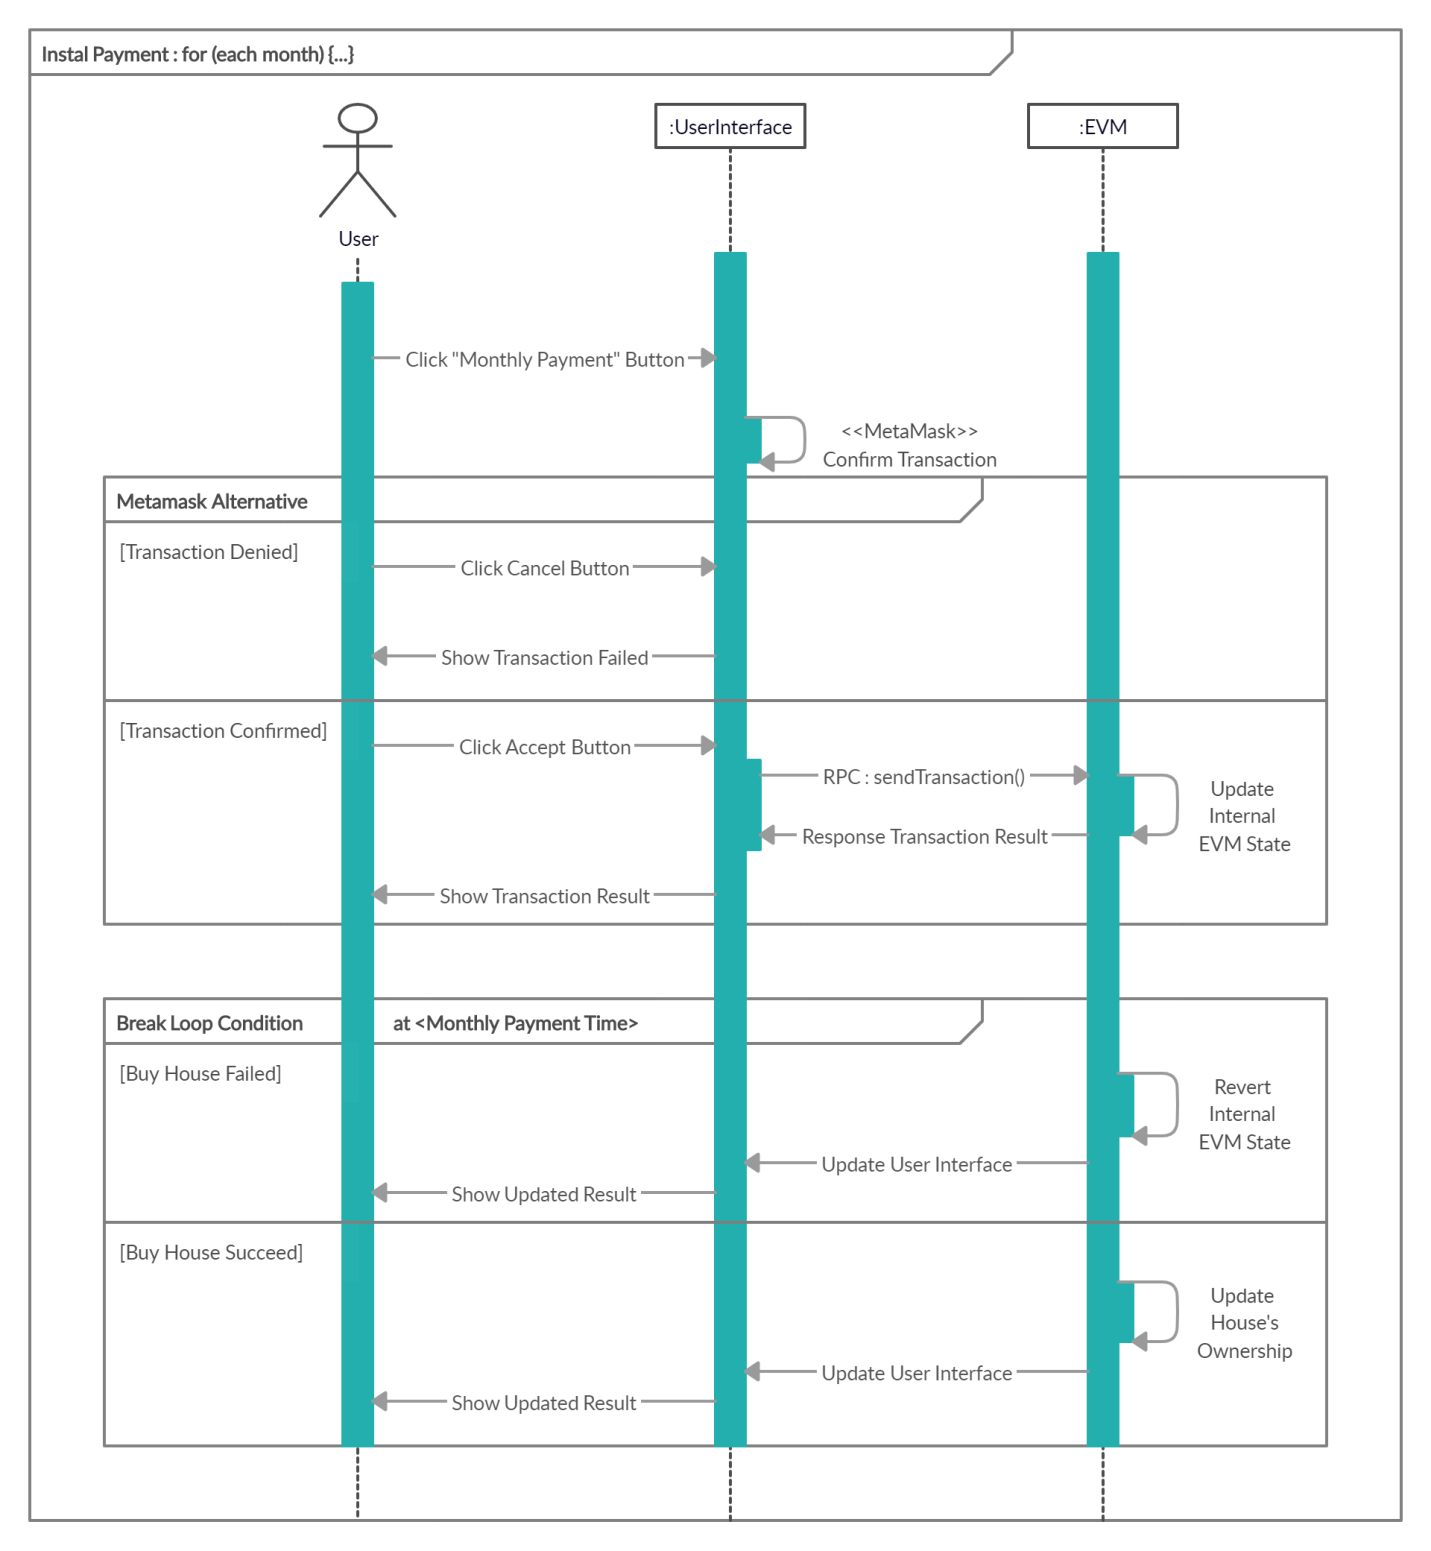 Instal Payment : for (each month) {...}
:UserInterface
:EVM
User
Click "Monthly Payment" Button
<<MetaMask>>
Confirm Transaction
Metamask Alternative
[Transaction Denied]
Click Cancel Button
Show Transaction Failed
[Transaction Confirmed]
Click Accept Button
RPC : sendTransaction()
Update
Internal
EVM State
Response Transaction Result
Show Transaction Result
Break Loop Condition
at <Monthly Payment Time>
[Buy House Failed]
Revert
Internal
EVM State
Update User Interface
Show Updated Result
[Buy House Succeed]
Update
House's
Ownership
Update User Interface
Show Updated Result